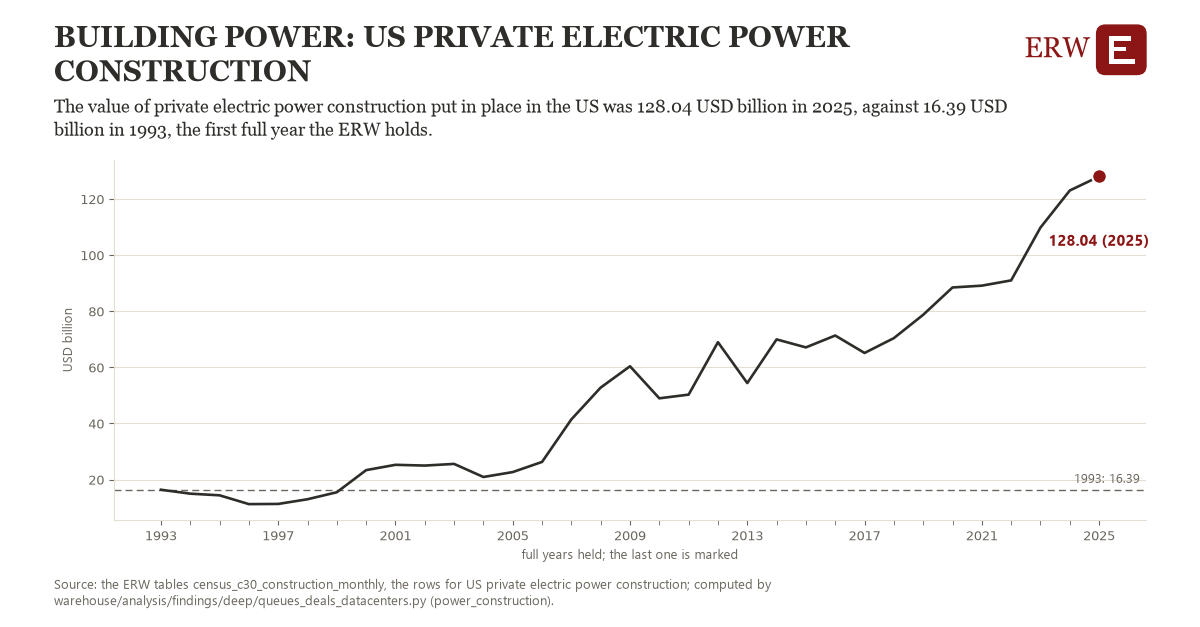 BUILDING POWER: US PRIVATE ELECTRIC POWER
CONSTRUCTION
ERW E
The value of private electric power construction put in place in the US was 128.04 USD billion in 2025, against 16.39 USD
billion in 1993, the first full year the ERW holds.
USD billion
120
100
80
60
40
20
128.04 (2025)
1993: 16.39
1993 1997 2001 2005 2009 2013 2017 2021 2025
full years held; the last one is marked
Source: the ERW tables census_c30_construction_monthly, the rows for US private electric power construction; computed by
warehouse/analysis/findings/deep/queues_deals_datacenters.py (power_construction).